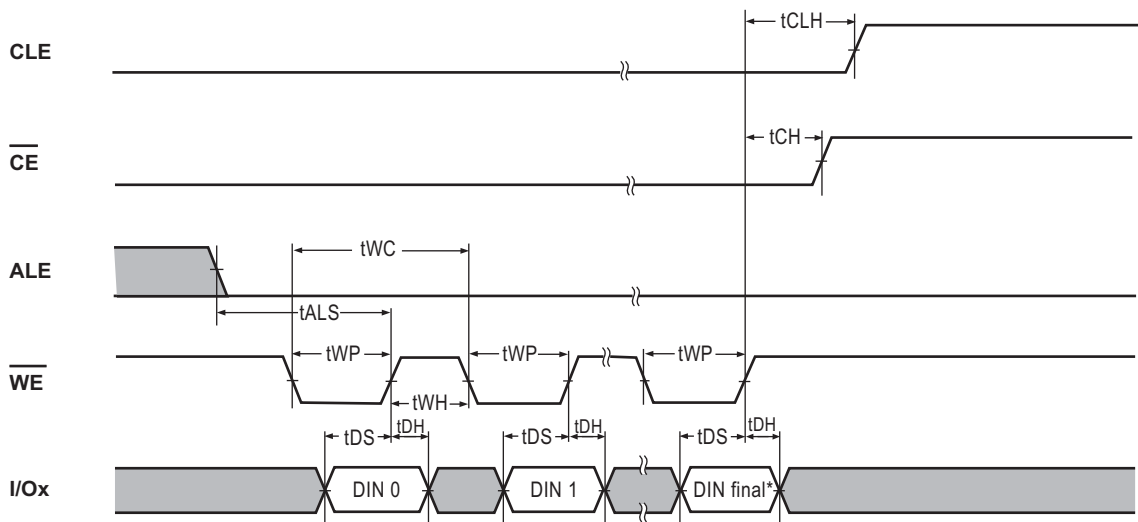 tCLH
CLE
tCH
CE
tWC
ALE
tALS
tWP tWP tWP
WE
tWH
tDS tDH tDS tDH tDS tDH
I/Ox DIN 0 DIN 1 DIN final*